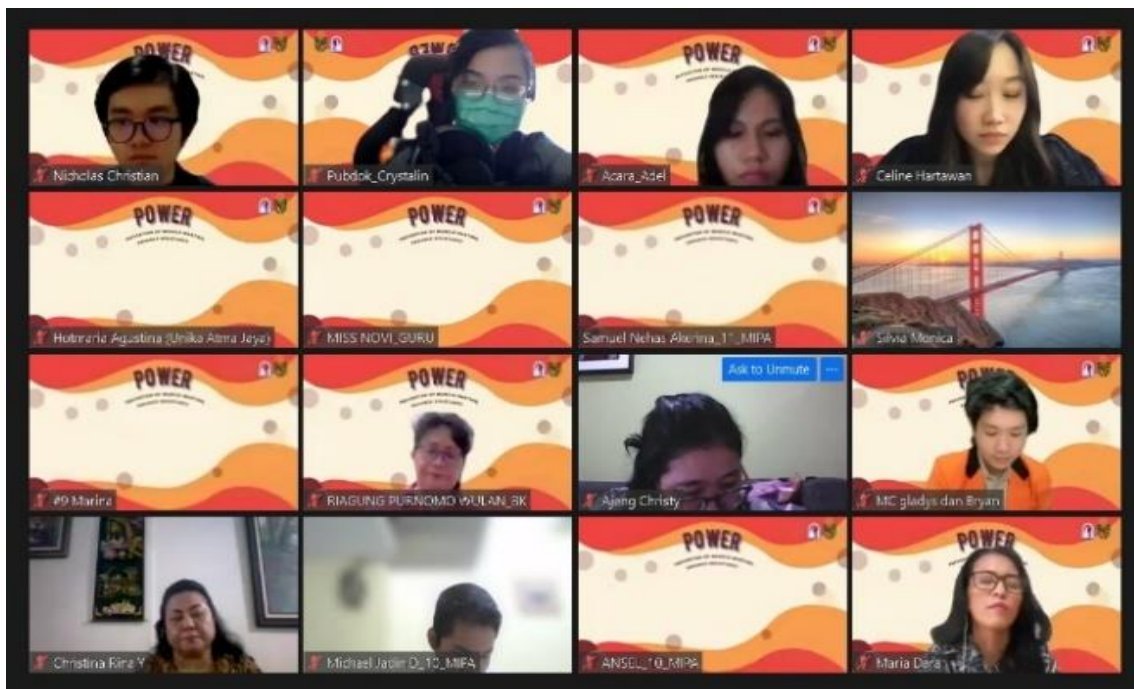 POWER
Nicholas Christian
Pubdok_Crystalin
POWER
Acara_Adel
Celine Hartawan
POWER
Hotmaria Agustina (Unika Atma Jaya)
POWER
MISS NOVI_GURU
POWER
Samuel Nehas Akerina_11_MIPA
Silvia Monica
POWER
#9 Marina
POWER
RIAGUNG PURNOMO WULAN_BK
Ask to Unmute
Ajeng Christy
MC gladys dan Bryan
Christina Rina Y
Michael Jadin D_10_MIPA
POWER
ANSEL_10_MIPA
POWER
Maria Dara